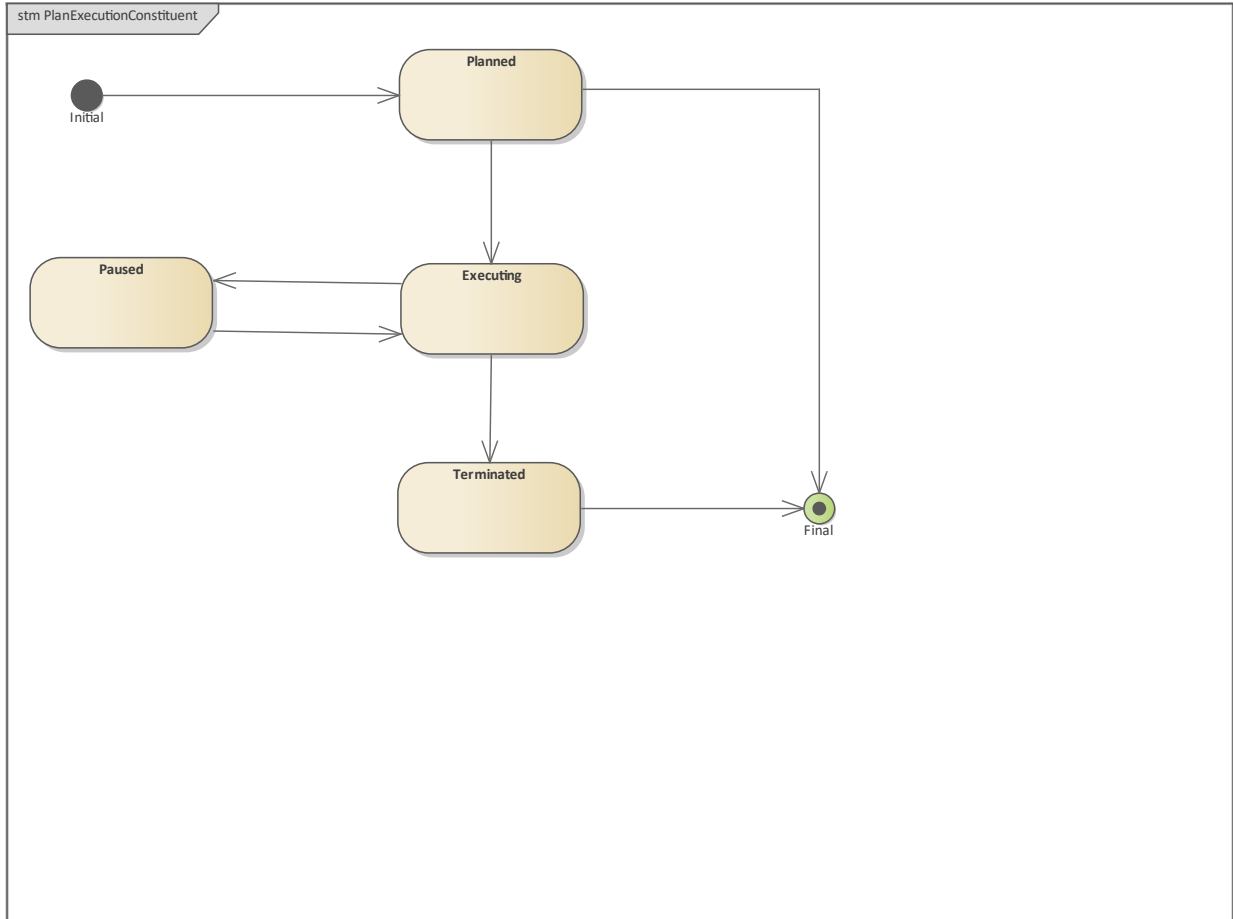 stm PlanExecutionConstituent
Planned
Initial
Paused
Executing
Terminated
Final